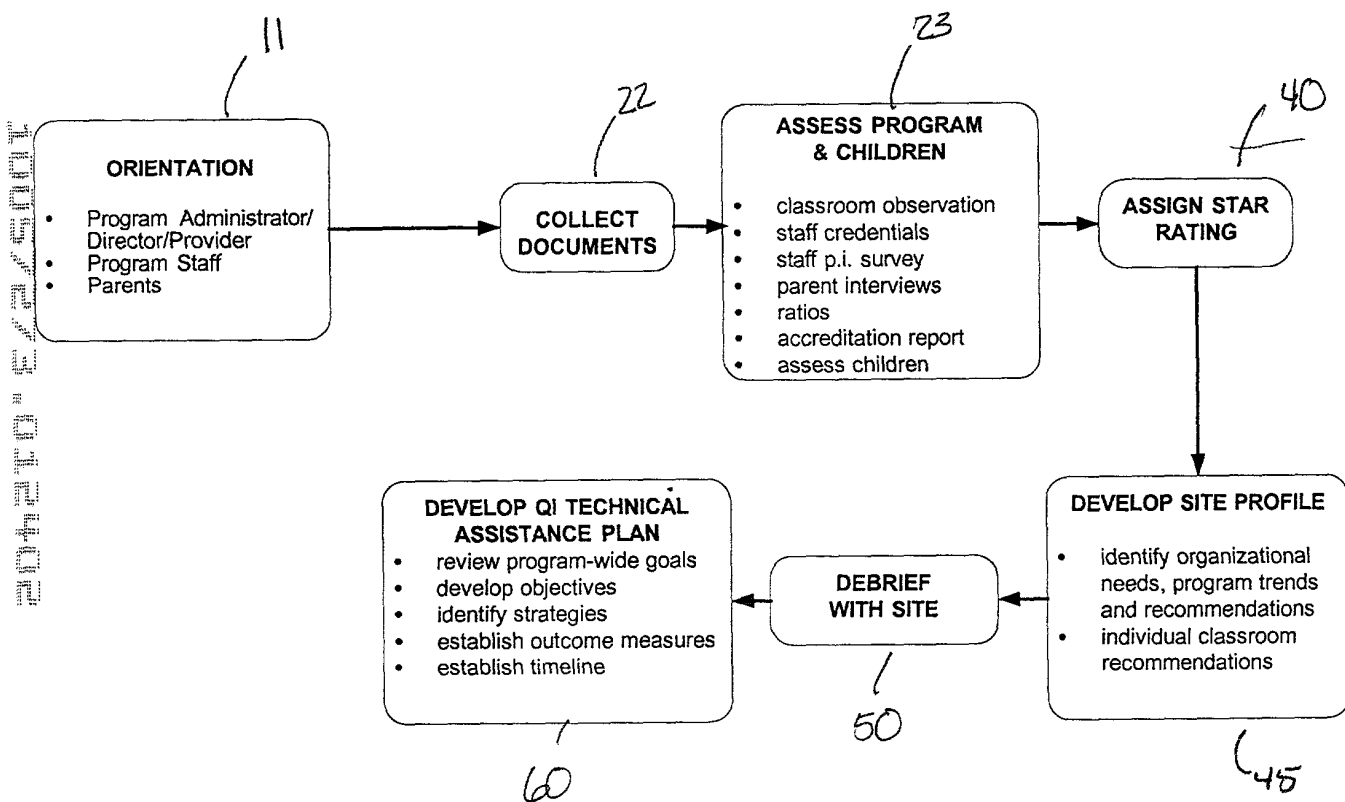 11
ORIENTATION
• Program Administrator/
Director/Provider
• Program Staff
• Parents
22
COLLECT
DOCUMENTS
23
ASSESS PROGRAM
& CHILDREN
• classroom observation
• staff credentials
• staff p.i. survey
• parent interviews
• ratios
• accreditation report
• assess children
40
ASSIGN STAR
RATING
DEVELOP SITE PROFILE
• identify organizational
needs, program trends
and recommendations
• individual classroom
recommendations
45
DEBRIEF
WITH SITE
50
DEVELOP QI TECHNICAL
ASSISTANCE PLAN
• review program-wide goals
• develop objectives
• identify strategies
• establish outcome measures
• establish timeline
60